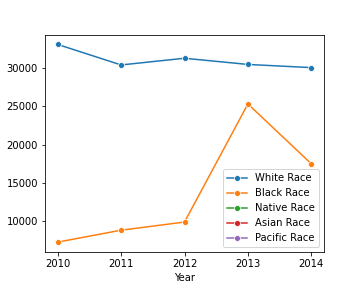 30000
25000
20000
15000
10000
2010
2011
2012
2013
2014
Year
White Race
Black Race
Native Race
Asian Race
Pacific Race